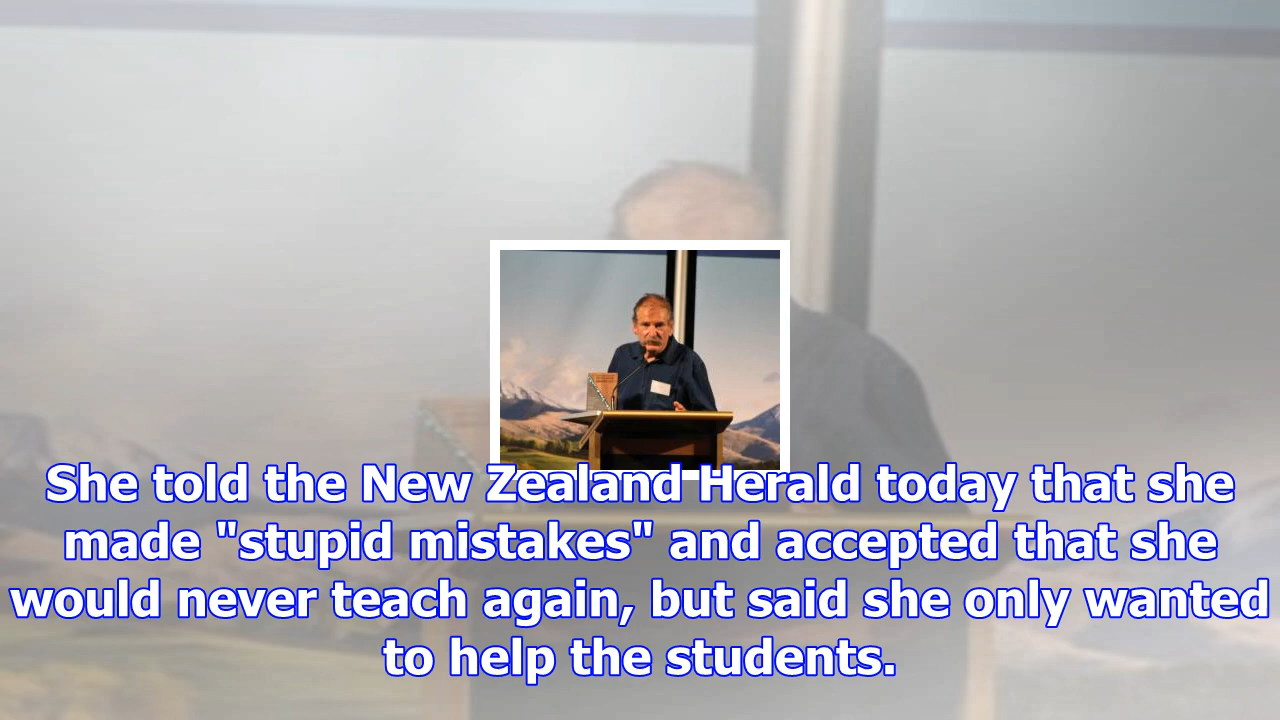 She told the New Zealand Herald today that she
made "stupid mistakes" and accepted that she
would never teach again, but said she only wanted
to help the students.